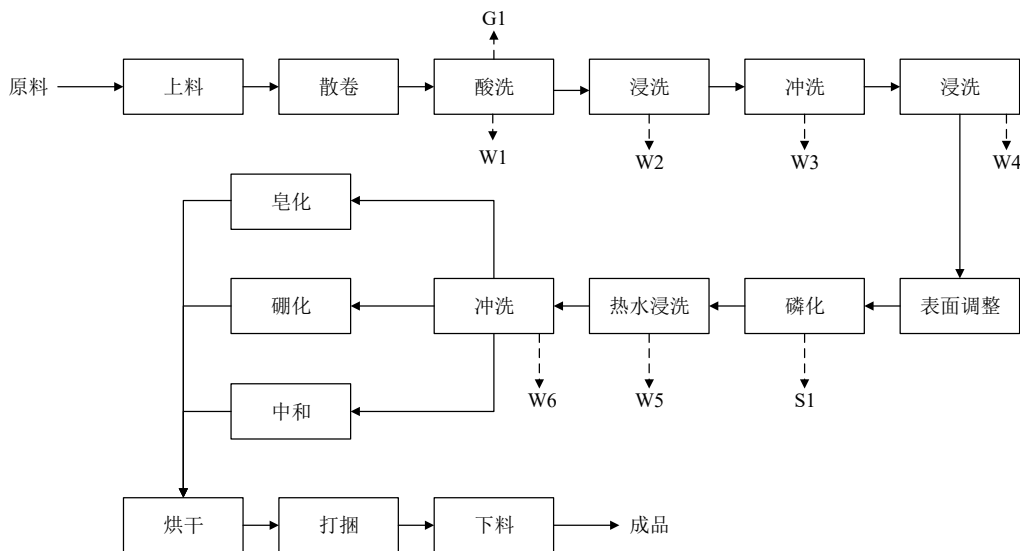 G1
原料
上料
散卷
酸洗
浸洗
冲洗
浸洗
W1
W2
W3
W4
皂化
硼化
冲洗
热水浸洗
磷化
表面调整
中和
W6
W5
S1
烘干
打捆
下料
成品